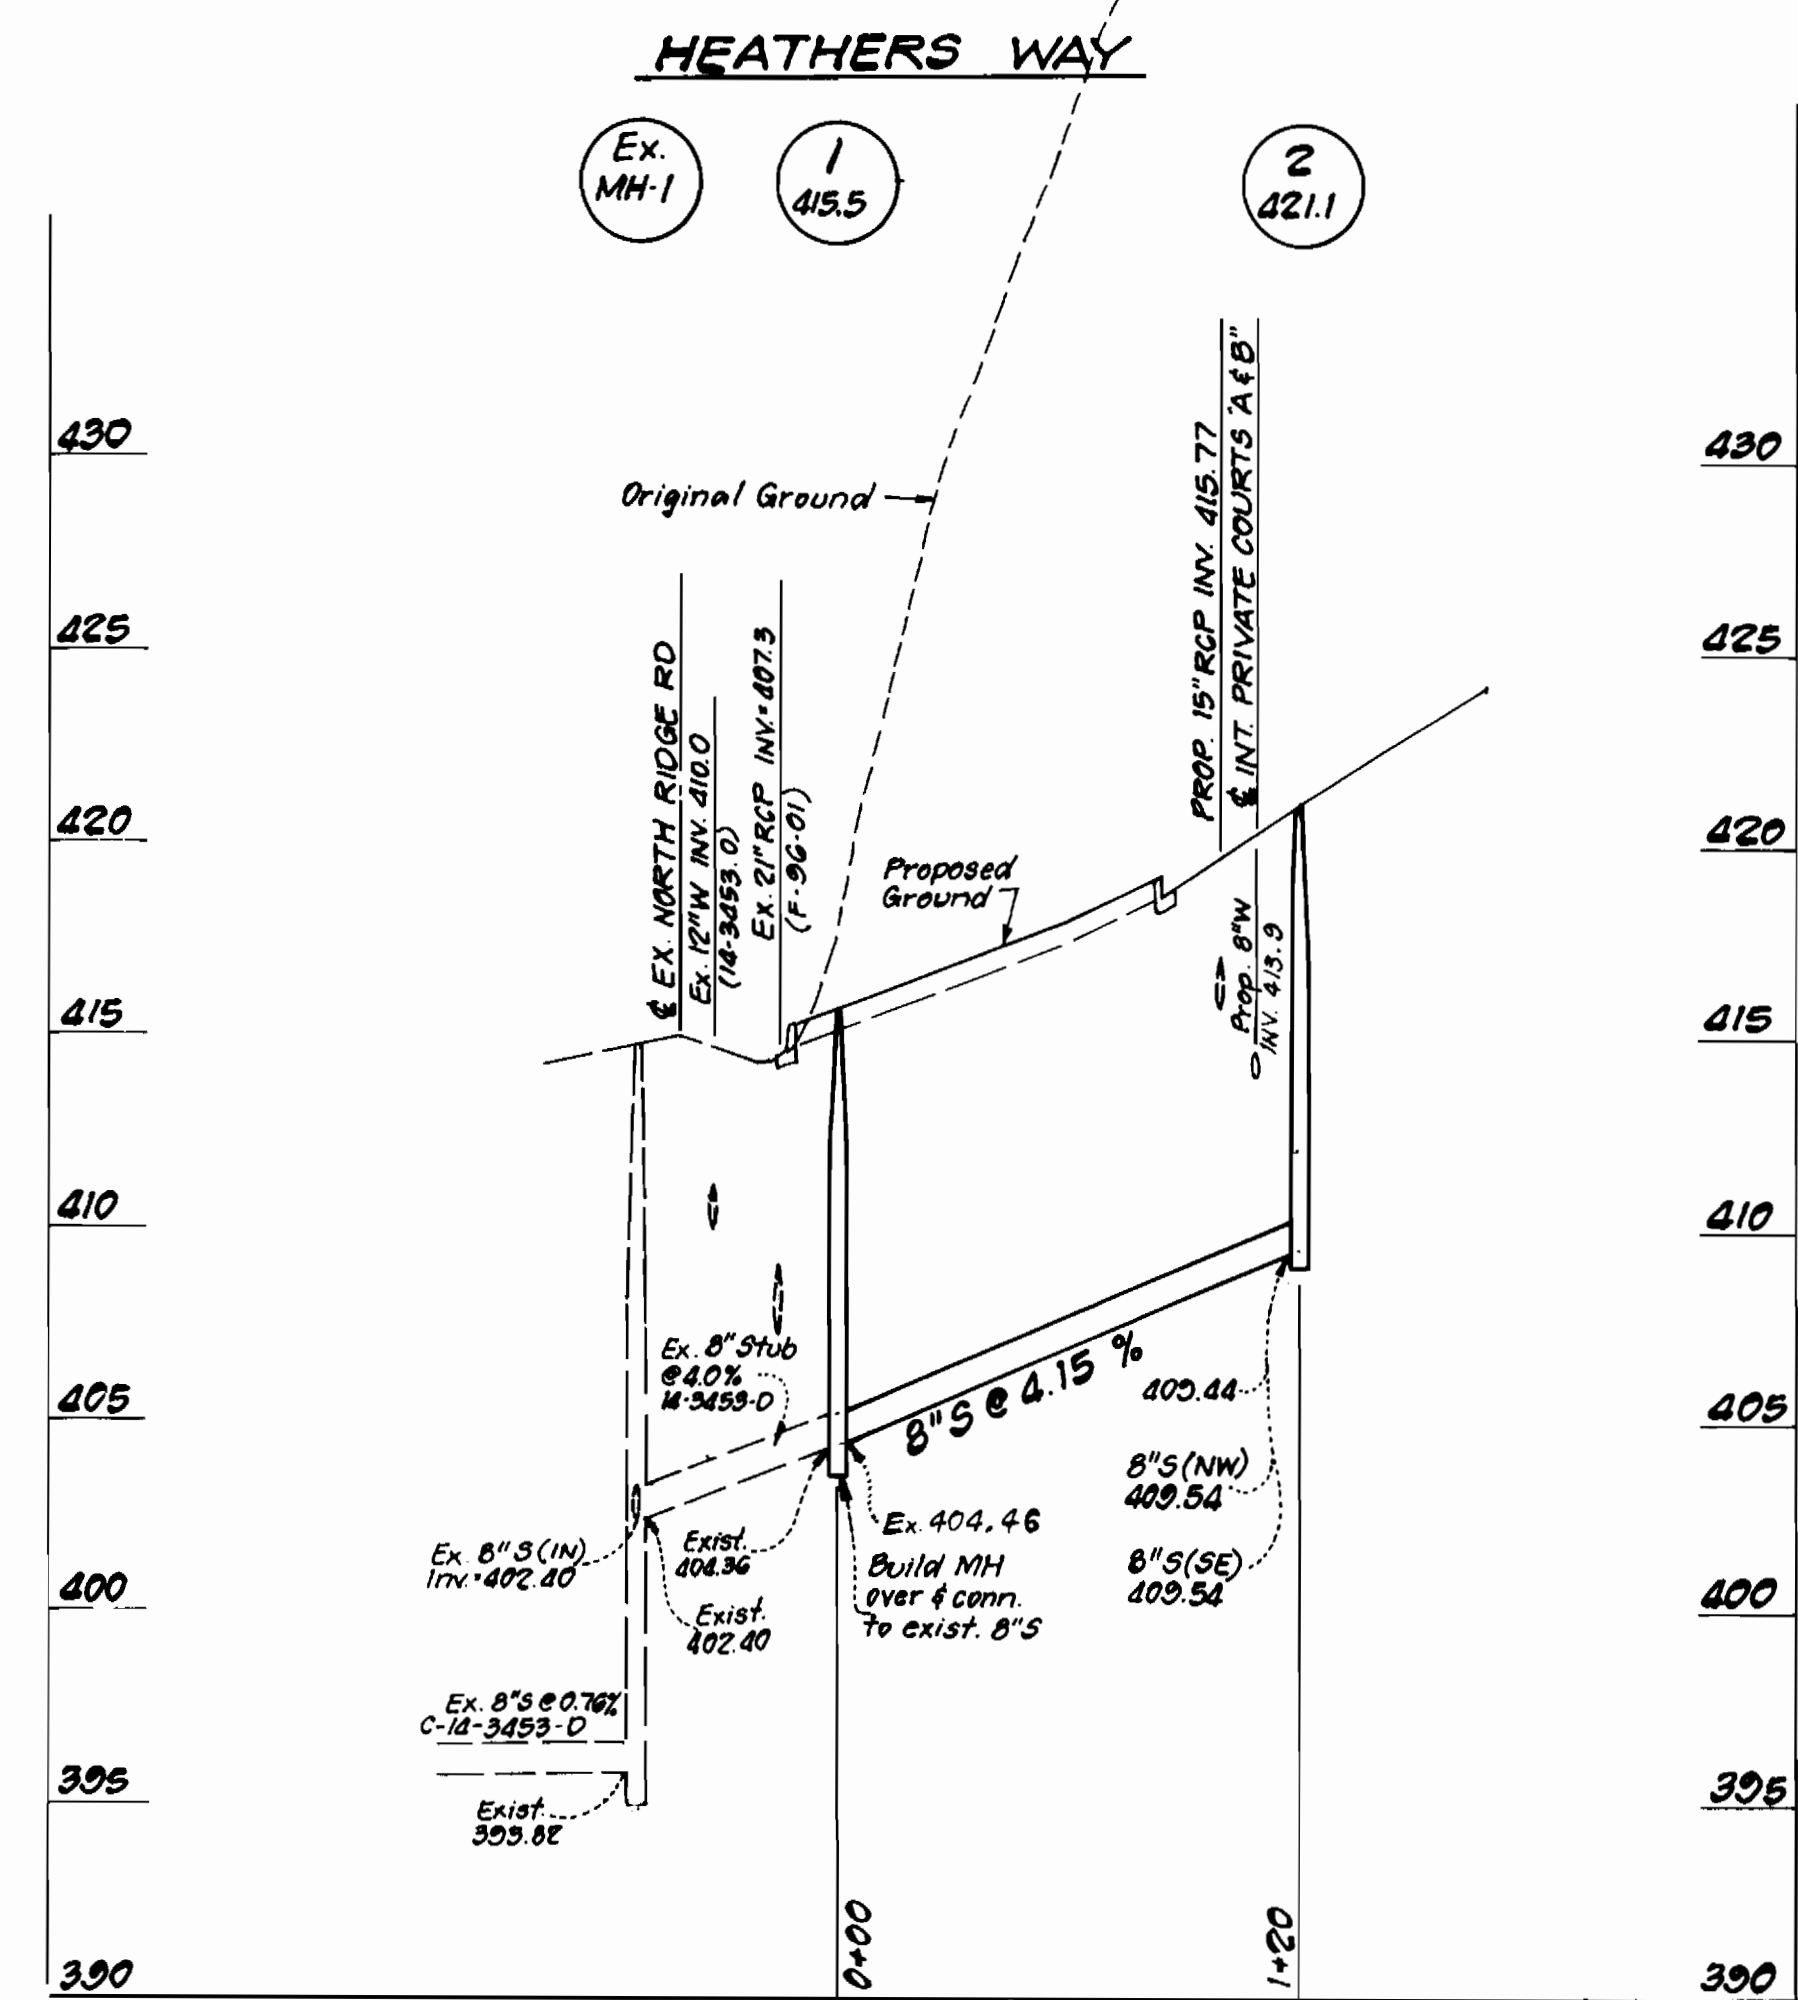 HEATHERS WAY
Ex.
MH-1
1
415.5
2
421.1
430
430
Original Ground
PROP. 15" RCP INV. 415.77
℄ INT. PRIVATE COURTS 'A & B"
425
425
℄ EX. NORTH RIDGE RD
Ex. 12"W INV. 410.0
(14-3453.0)
Ex. 21"RCP INV.=407.3
(F-96-01)
420
420
Proposed
Ground
Prop. 8"W
INV. 413.9
415
415
410
410
Ex. 8" Stub
@4.0%
14-3453-D
8"S @ 4.15 %
409.44
405
405
8"S(NW)
409.54
Ex. 404.46
Exist.
404.36
Ex. 8"S(IN)
Inv.=402.40
Build MH
over & conn.
to exist. 8"S
8"S(SE)
409.54
400
400
Exist.
402.40
Ex. 8"S@0.76%
C-14-3453-D
395
395
Exist.
395.82
0+00
1+20
390
390